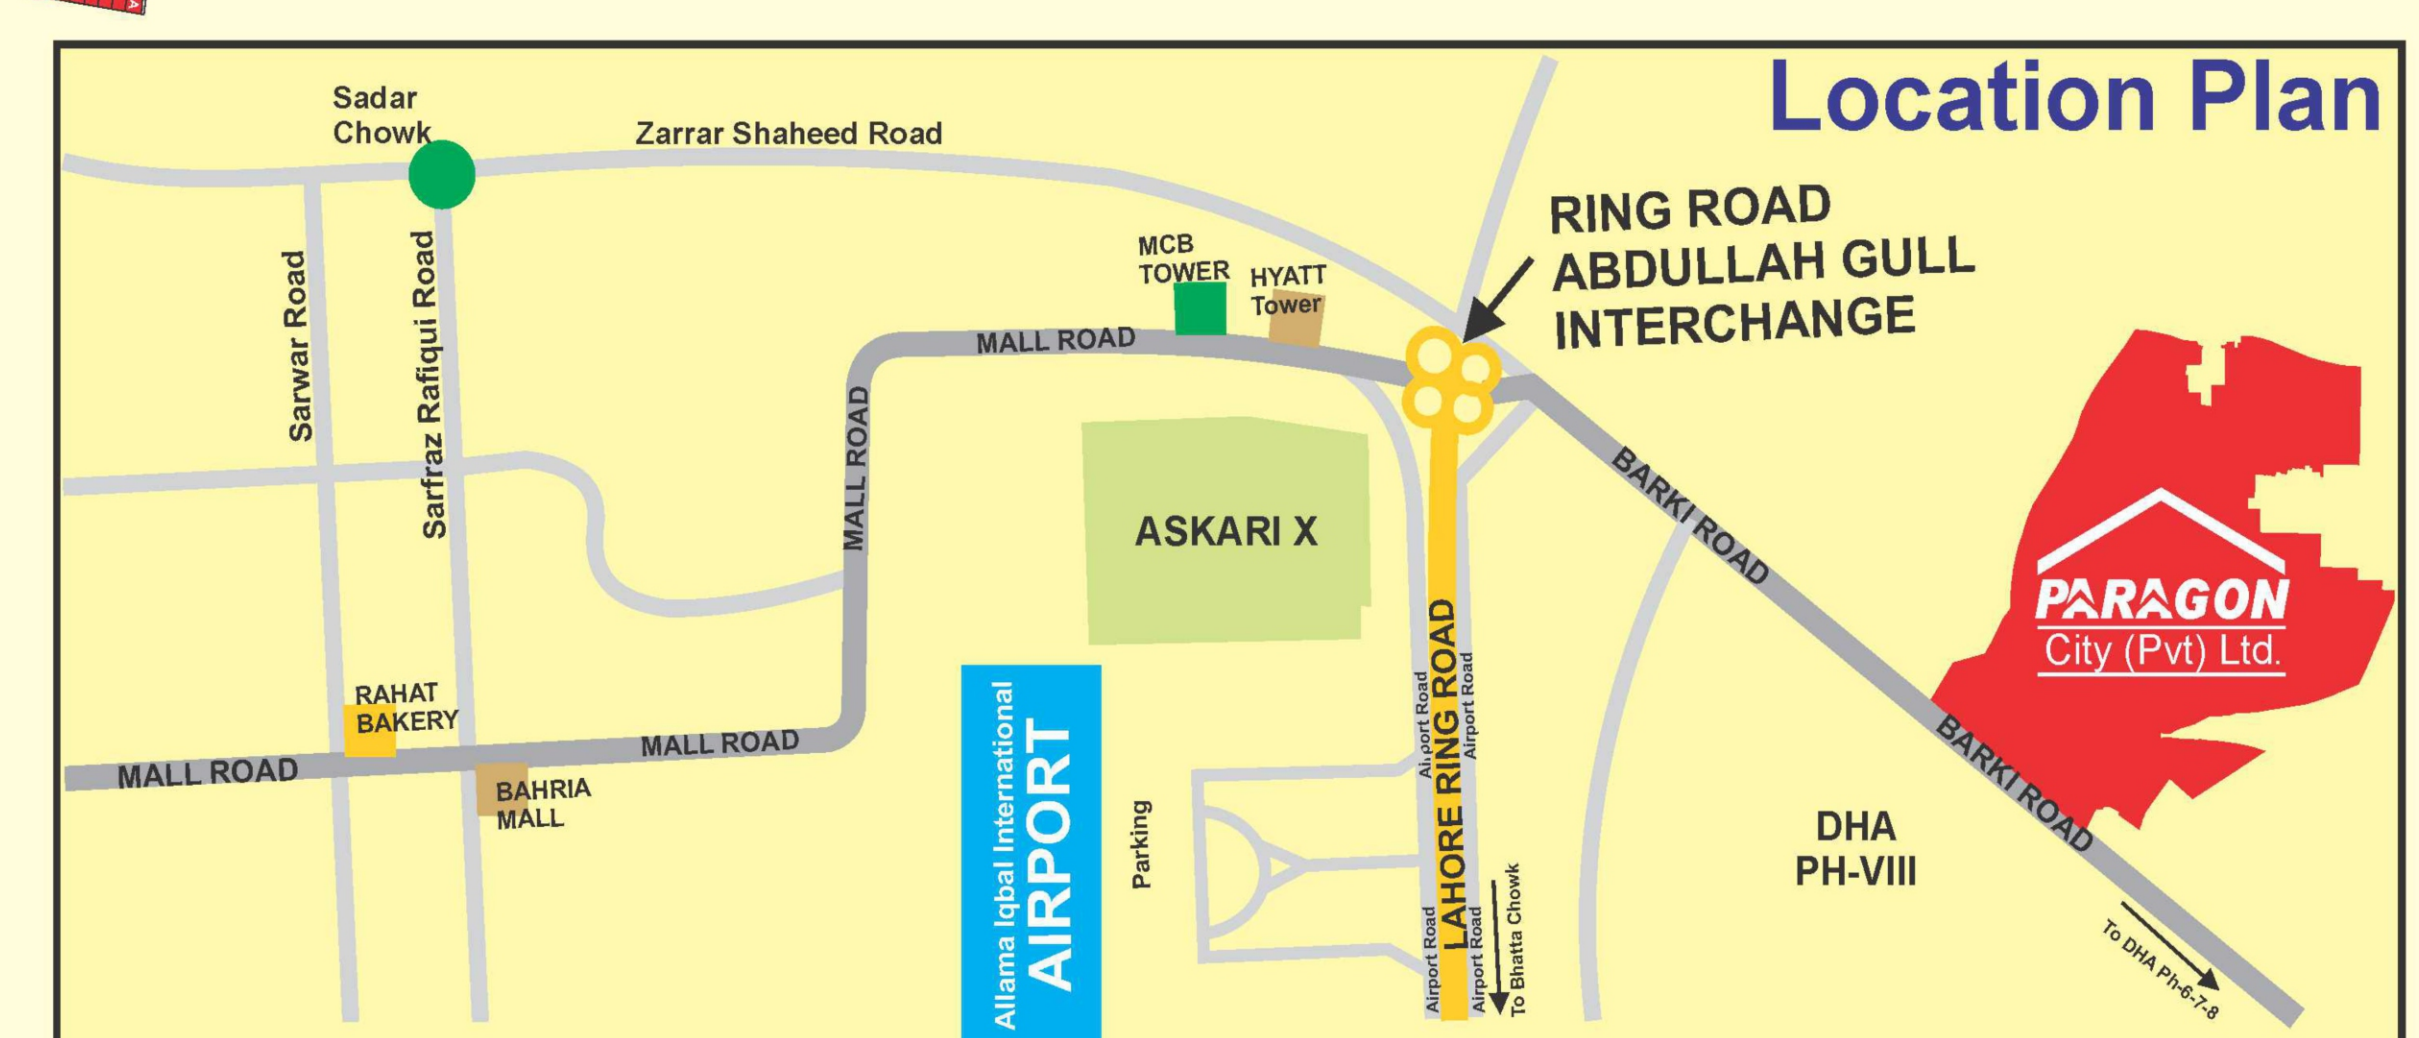 Location Plan
Sadar
Chowk
Zarrar Shaheed Road
RING ROAD
ABDULLAH GULL
INTERCHANGE
MCB
TOWER
HYATT
Tower
Sarwar Road
Sarfraz Rafiqui Road
MALL ROAD
MALL ROAD
ASKARI X
BARKI ROAD
PARAGON
City (Pvt) Ltd.
RAHAT
BAKERY
MALL ROAD
MALL ROAD
BAHRIA
MALL
Allama Iqbal International
AIRPORT
Parking
Airport Road
LAHORE RING ROAD
Airport Road
Airport Road
Airport Road
To Bhatta Chowk
BARKI ROAD
DHA
PH-VIII
To DHA Ph-6-7-8